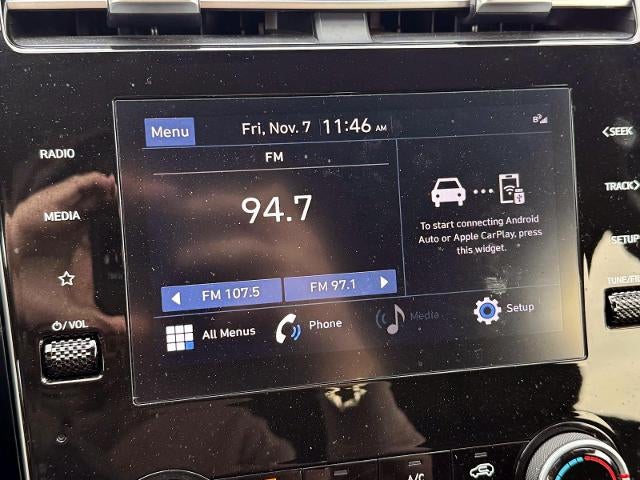 Menu
Fri, Nov. 7 11:46 AM
FM
94.7
To start connecting Android
Auto or Apple CarPlay, press
this widget.
FM 107.5
FM 97.1
All Menus
Phone
Media
Setup
RADIO
MEDIA
VOL
SEEK
TRACK
SETUP
A/C